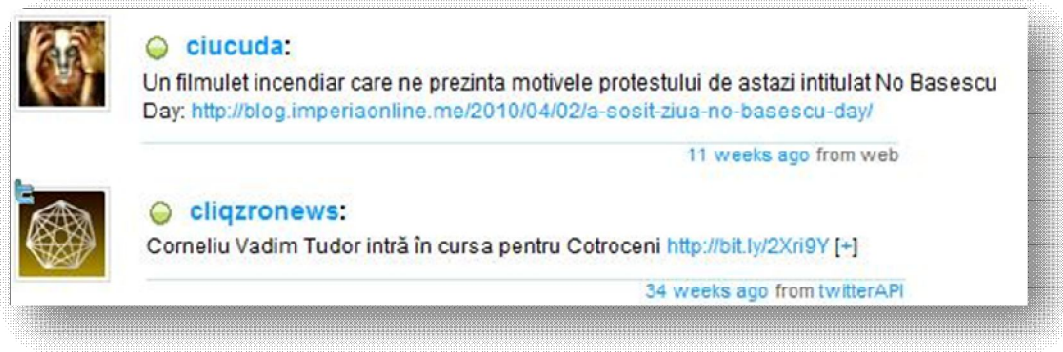 ciucuda:
Un filmulet incendiar care ne prezinta motivele protestului de astazi intitulat No Basescu
Day: http://blog.imperiaonline.me/2010/04/02/a-sosit-ziua-no-basescu-day/
11 weeks ago from web
cliqzronews:
Corneliu Vadim Tudor intră în cursa pentru Cotroceni http://bit.ly/2Xri9Y [+]
34 weeks ago from twitterAPI